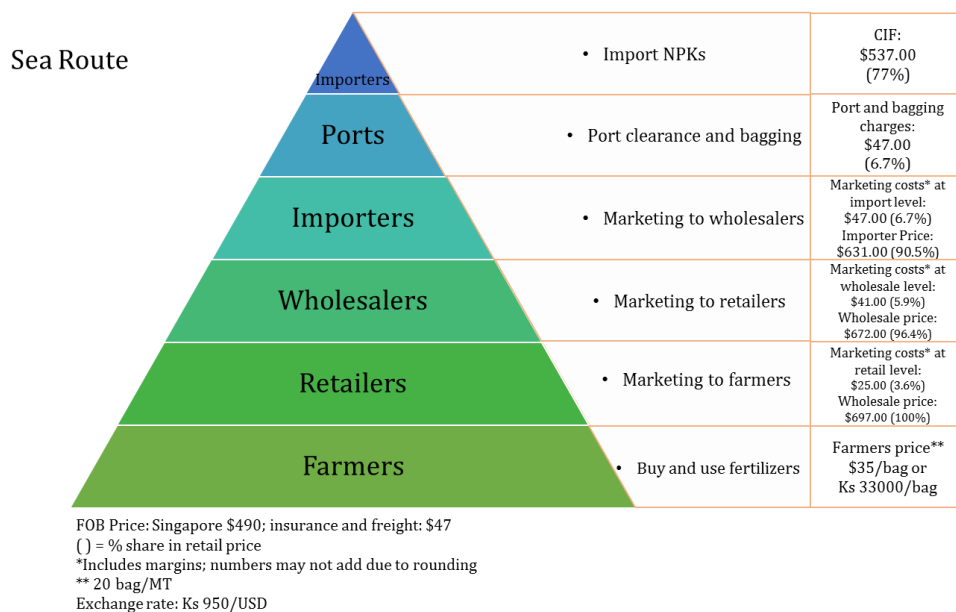 Sea Route
Importers
• Import NPKs
CIF:
$537.00
(77%)
Ports
• Port clearance and bagging
Port and bagging
charges:
$47.00
(6.7%)
Importers
• Marketing to wholesalers
Marketing costs* at
import level:
$47.00 (6.7%)
Importer Price:
$631.00 (90.5%)
Wholesalers
• Marketing to retailers
Marketing costs* at
wholesale level:
$41.00 (5.9%)
Wholesale price:
$672.00 (96.4%)
Retailers
• Marketing to farmers
Marketing costs* at
retail level:
$25.00 (3.6%)
Wholesale price:
$697.00 (100%)
Farmers
• Buy and use fertilizers
Farmers price**
$35/bag or
Ks 33000/bag
FOB Price: Singapore $490; insurance and freight: $47
( ) = % share in retail price
*Includes margins; numbers may not add due to rounding
** 20 bag/MT
Exchange rate: Ks 950/USD